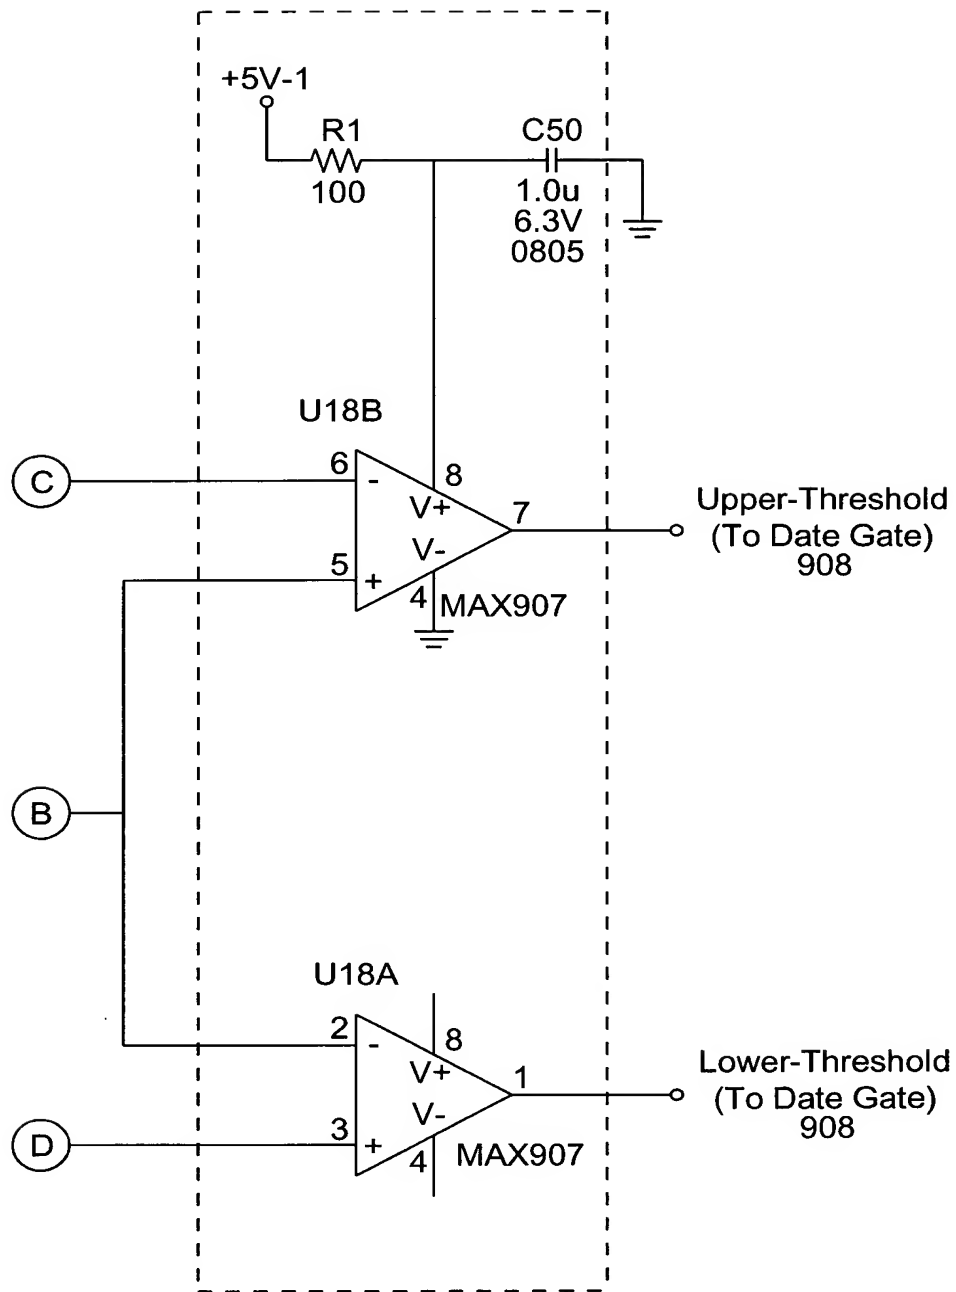 +5V-1
R1
100
C50
1.0u
6.3V
0805
U18B
C
6
-
8
V+
7
V-
5
+
4
MAX907
Upper-Threshold
(To Date Gate)
908
B
U18A
2
-
8
V+
1
V-
3
+
4
MAX907
D
Lower-Threshold
(To Date Gate)
908